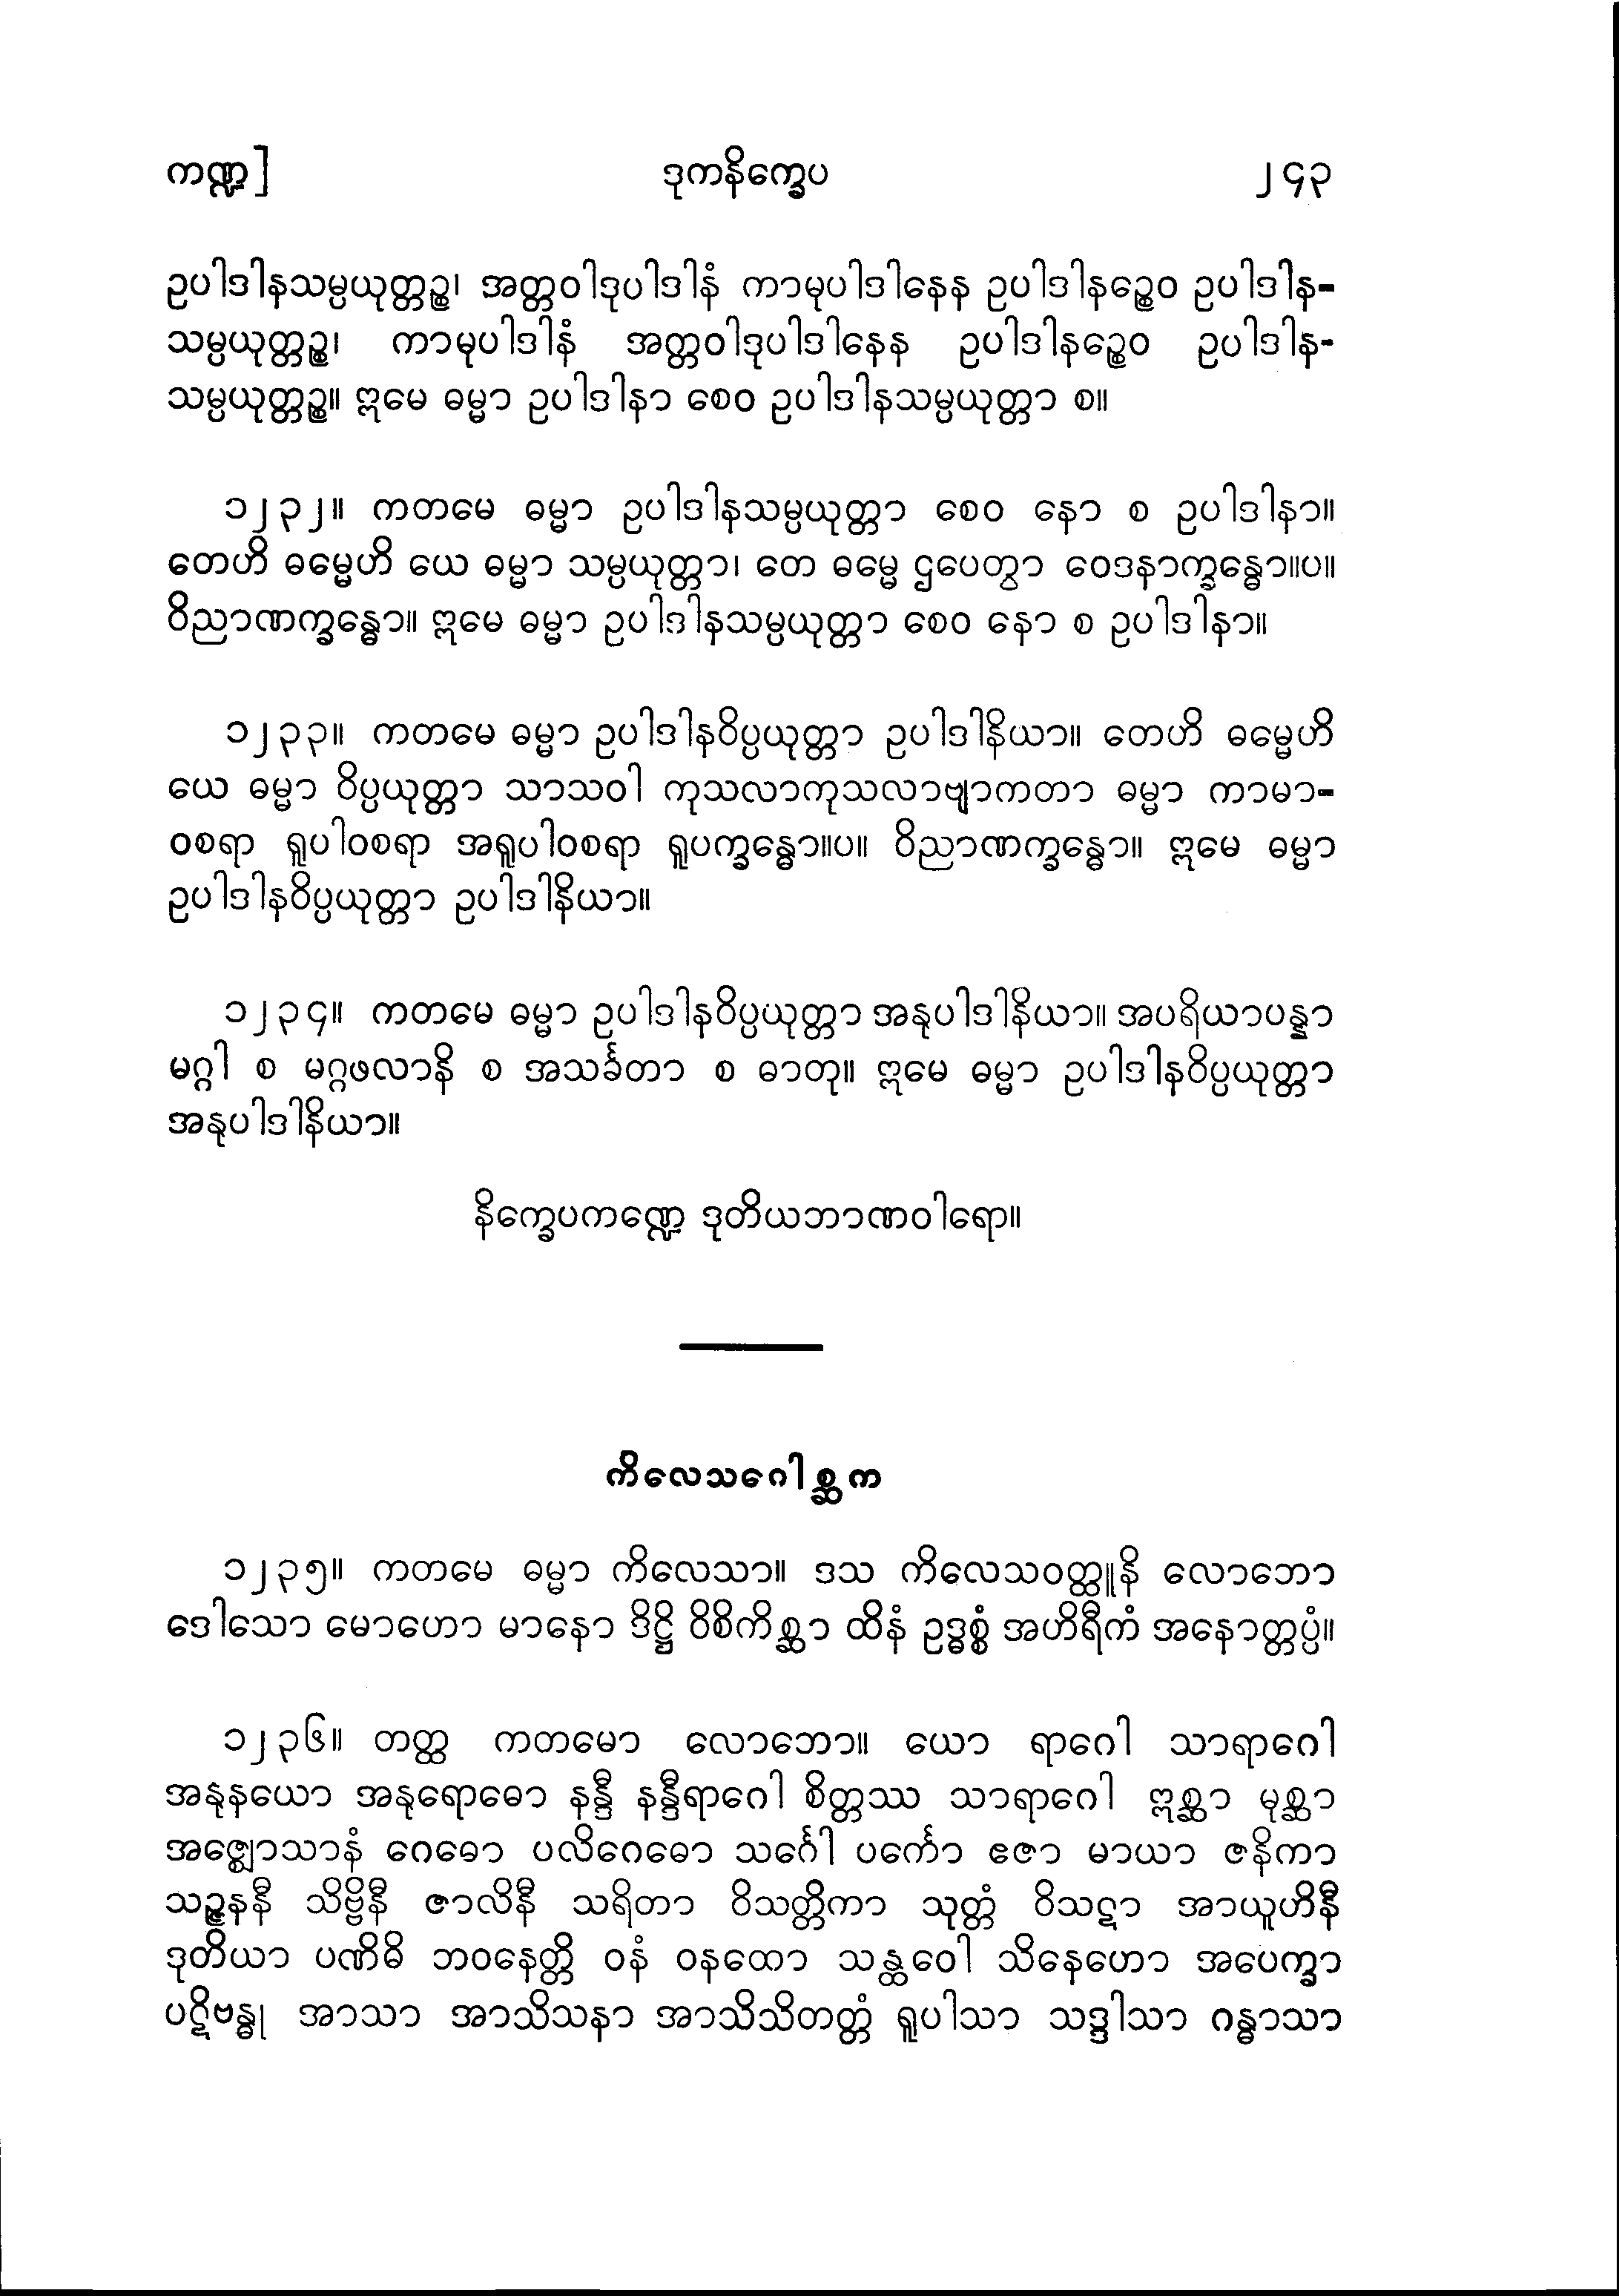 ကဏ္ဍ] ဒုကနိက္ခေပ ၂၄၃
ဥပါဒါနသမ္ပယုတ္တဉ္စ၊ အတ္တဝါဒုပါဒါနံ ကာမုပါဒါနေန ဥပါဒါနဉ္စေဝ ဥပါဒါန-
သမ္ပယုတ္တဉ္စ၊ ကာမုပါဒါနံ အတ္တဝါဒုပါဒါနေန ဥပါဒါနဉ္စေဝ ဥပါဒါန-
သမ္ပယုတ္တဉ္စ။ ဣမေ ဓမ္မာ ဥပါဒါနာ စေဝ ဥပါဒါနသမ္ပယုတ္တာ စ။
၁၂၃၂။ ကတမေ ဓမ္မာ ဥပါဒါနသမ္ပယုတ္တာ စေဝ နော စ ဥပါဒါနာ။
တေဟိ ဓမ္မေဟိ ယေ ဓမ္မာ သမ္ပယုတ္တာ၊ တေ ဓမ္မေ ဌပေတွာ ဝေဒနာက္ခန္ဓော။ပ။
ဝိညာဏက္ခန္ဓော။ ဣမေ ဓမ္မာ ဥပါဒါနသမ္ပယုတ္တာ စေဝ နော စ ဥပါဒါနာ။
၁၂၃၃။ ကတမေ ဓမ္မာ ဥပါဒါနဝိပ္ပယုတ္တာ ဥပါဒါနိယာ။ တေဟိ ဓမ္မေဟိ
ယေ ဓမ္မာ ဝိပ္ပယုတ္တာ သာသဝါ ကုသလာကုသလာဗျာကတာ ဓမ္မာ ကာမာ-
ဝစရာ ရူပါဝစရာ အရူပါဝစရာ ရူပက္ခန္ဓော။ပ။ ဝိညာဏက္ခန္ဓော။ ဣမေ ဓမ္မာ
ဥပါဒါနဝိပ္ပယုတ္တာ ဥပါဒါနိယာ။
၁၂၃၄။ ကတမေ ဓမ္မာ ဥပါဒါနဝိပ္ပယုတ္တာ အနုပါဒါနိယာ။ အပရိယာပန္နာ
မဂ္ဂါ စ မဂ္ဂဖလာနိ စ အသင်္ခတာ စ ဓာတု။ ဣမေ ဓမ္မာ ဥပါဒါနဝိပ္ပယုတ္တာ
အနုပါဒါနိယာ။
နိက္ခေပကဏ္ဍေ ဒုတိယဘာဏဝါရော။
ကိလေသဂေါစ္ဆက
၁၂၃၅။ ကတမေ ဓမ္မာ ကိလေသာ။ ဒသ ကိလေသဝတ္ထူနိ လောဘော
ဒေါသော မောဟော မာနော ဒိဋ္ဌိ ဝိစိကိစ္ဆာ ထိနံ ဥဒ္ဓစ္စံ အဟိရီကံ အနောတ္တပ္ပံ။
၁၂၃၆။ တတ္ထ ကတမော လောဘော။ ယော ရာဂေါ သာရာဂေါ
အနုနယော အနုရောဓော နန္ဒီ နန္ဒီရာဂေါ စိတ္တဿ သာရာဂေါ ဣစ္ဆာ မုစ္ဆာ
အဇ္ဈောသာနံ ဂေဓော ပလိဂေဓော သင်္ဂေါ ပင်္ကော ဧဇာ မာယာ ဇနိကာ
သဉ္ဇနနီ သိဗ္ဗိနီ ဇာလိနီ သရိတာ ဝိသတ္တိကာ သုတ္တံ ဝိသဋာ အာယူဟိနီ
ဒုတိယာ ပဏိဓိ ဘဝနေတ္တိ ဝနံ ဝနထော သန္ထဝေါ သိနေဟော အပေက္ခာ
ပဋိဗန္ဓု အာသာ အာသိသနာ အာသိသိတတ္တံ ရူပါသာ သဒ္ဒါသာ ဂန္ဓာသာ